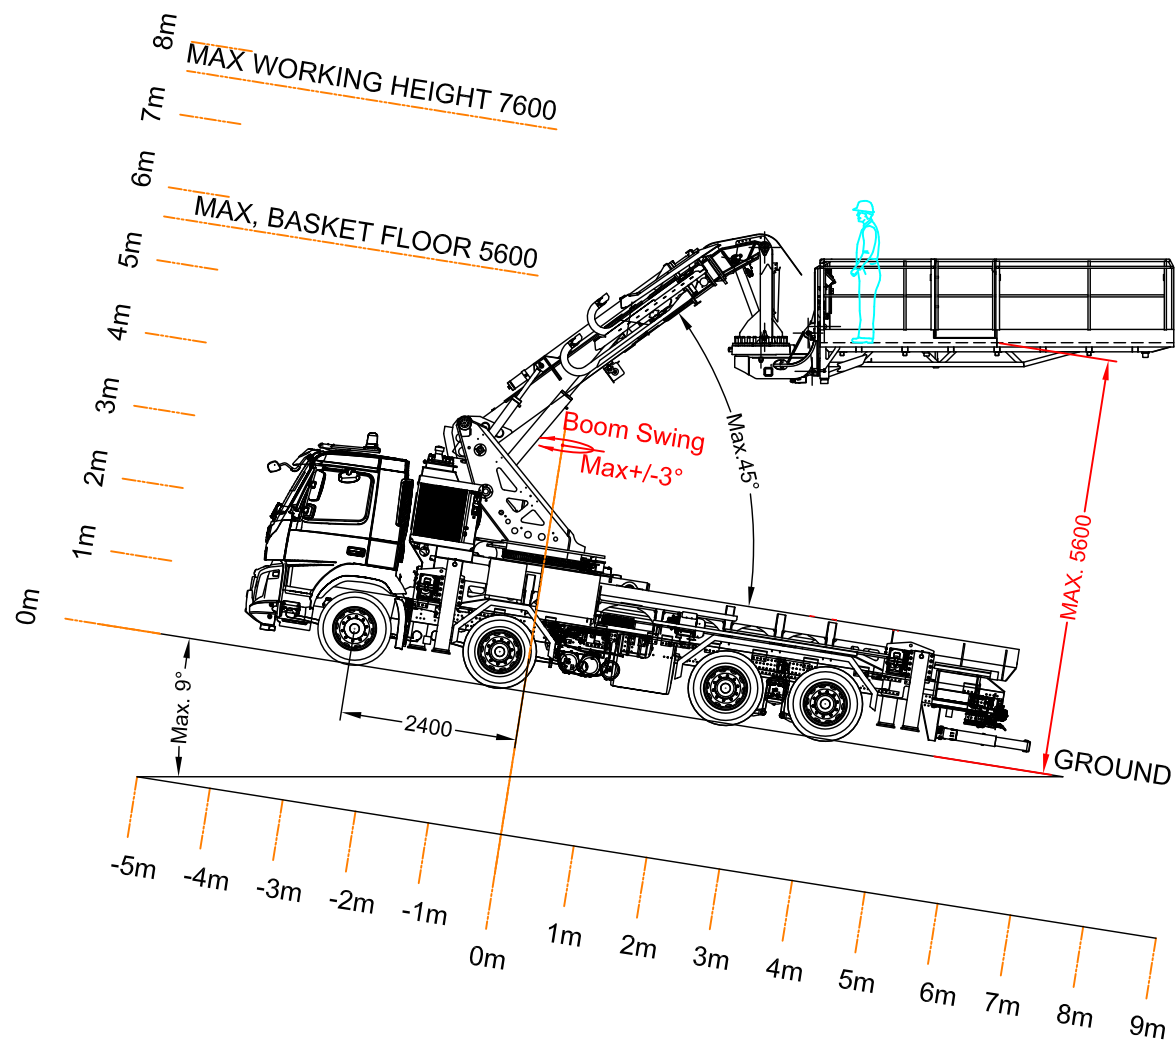 8m
MAX WORKING HEIGHT 7600
7m
6m
MAX, BASKET FLOOR 5600
5m
4m
3m
2m
1m
0m
Boom Swing
Max+/-3°
Max.45°
MAX. 5600
Max. 9°
2400
GROUND
-5m
-4m
-3m
-2m
-1m
0m
1m
2m
3m
4m
5m
6m
7m
8m
9m